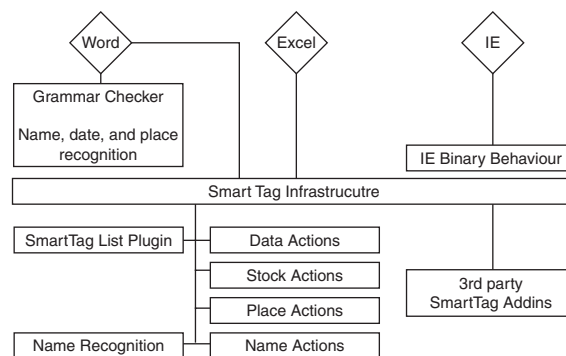 Word
Excel
IE
Grammar Checker
Name, date, and place
recognition
IE Binary Behaviour
Smart Tag Infrastrucutre
SmartTag List Plugin
Data Actions
Stock Actions
3rd party
SmartTag Addins
Place Actions
Name Recognition
Name Actions